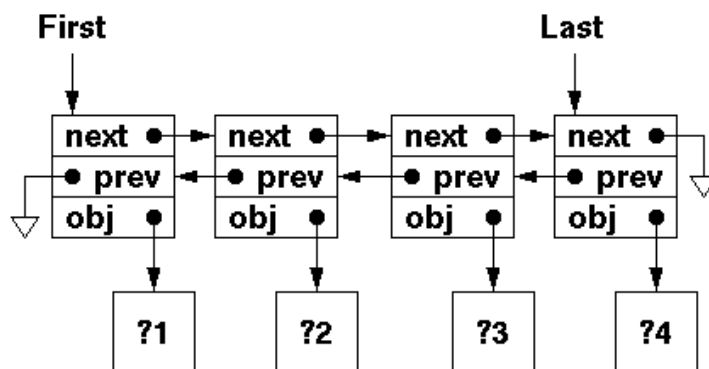 First Last
next next next next
prev prev prev prev
obj obj obj obj
?1 ?2 ?3 ?4